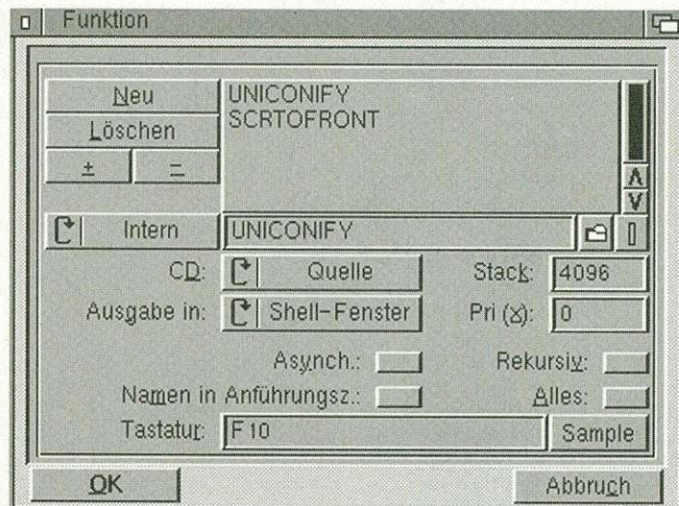 Funktion
Neu
UNICONIFY
Löschen
SCRTOFRONT
+ -
Intern UNICONIFY
CD: Quelle Stack: 4096
Ausgabe in: Shell-Fenster Pri (x): 0
Asynch.: Rekursiv:
Namen in Anführungsz.: Alles:
Tastatur: F10 Sample
OK Abbruch